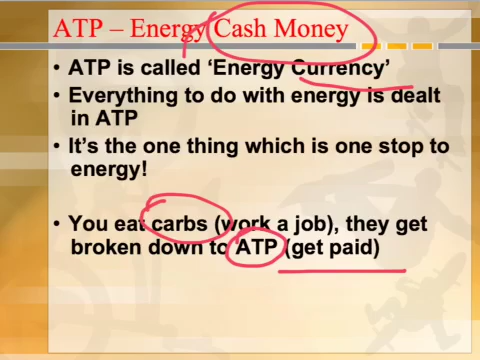 ATP – Energy Cash Money
• ATP is called ‘Energy Currency’
• Everything to do with energy is dealt
in ATP
• It’s the one thing which is one stop to
energy!
• You eat carbs (work a job), they get
broken down to ATP (get paid)